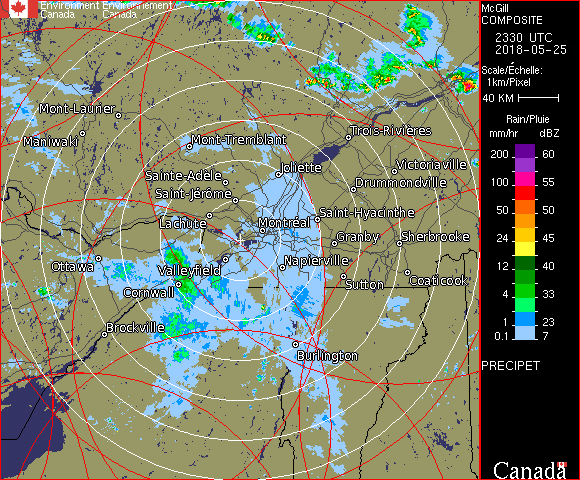 Environment Environnement
Canada Canada
McGill
COMPOSITE
2330 UTC
2018-05-25
Scale/Échelle:
1km/Pixel
40 KM
Rain/Pluie
mm/hr dBZ
200 60
100 55
50 50
24 45
12 40
4 33
1 23
0.1 7
PRECIPET
Canada
Mont-Laurier
Maniwaki
Mont-Tremblant
Trois-Rivières
Sainte-Adèle
Joliette
Victoriaville
Saint-Jérôme
Drummondville
Lachute
Montréal
Saint-Hyacinthe
Granby
Sherbrooke
Ottawa
Valleyfield
Napierville
Cornwall
Sutton
Coaticook
Brockville
Burlington